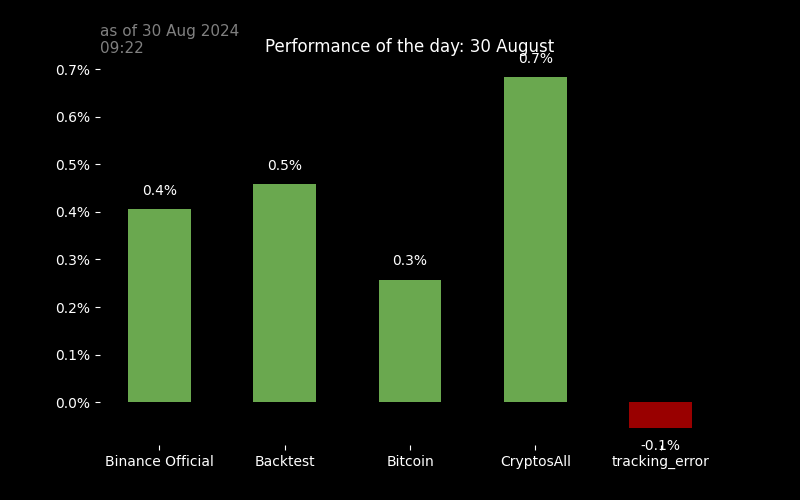 as of 30 Aug 2024
09:22
Performance of the day: 30 August
0.7%
0.7%
0.6%
0.5%
0.5%
0.4%
0.4%
0.3%
0.3%
0.2%
0.1%
0.0%
-0.1%
Binance Official
Backtest
Bitcoin
CryptosAll
tracking_error